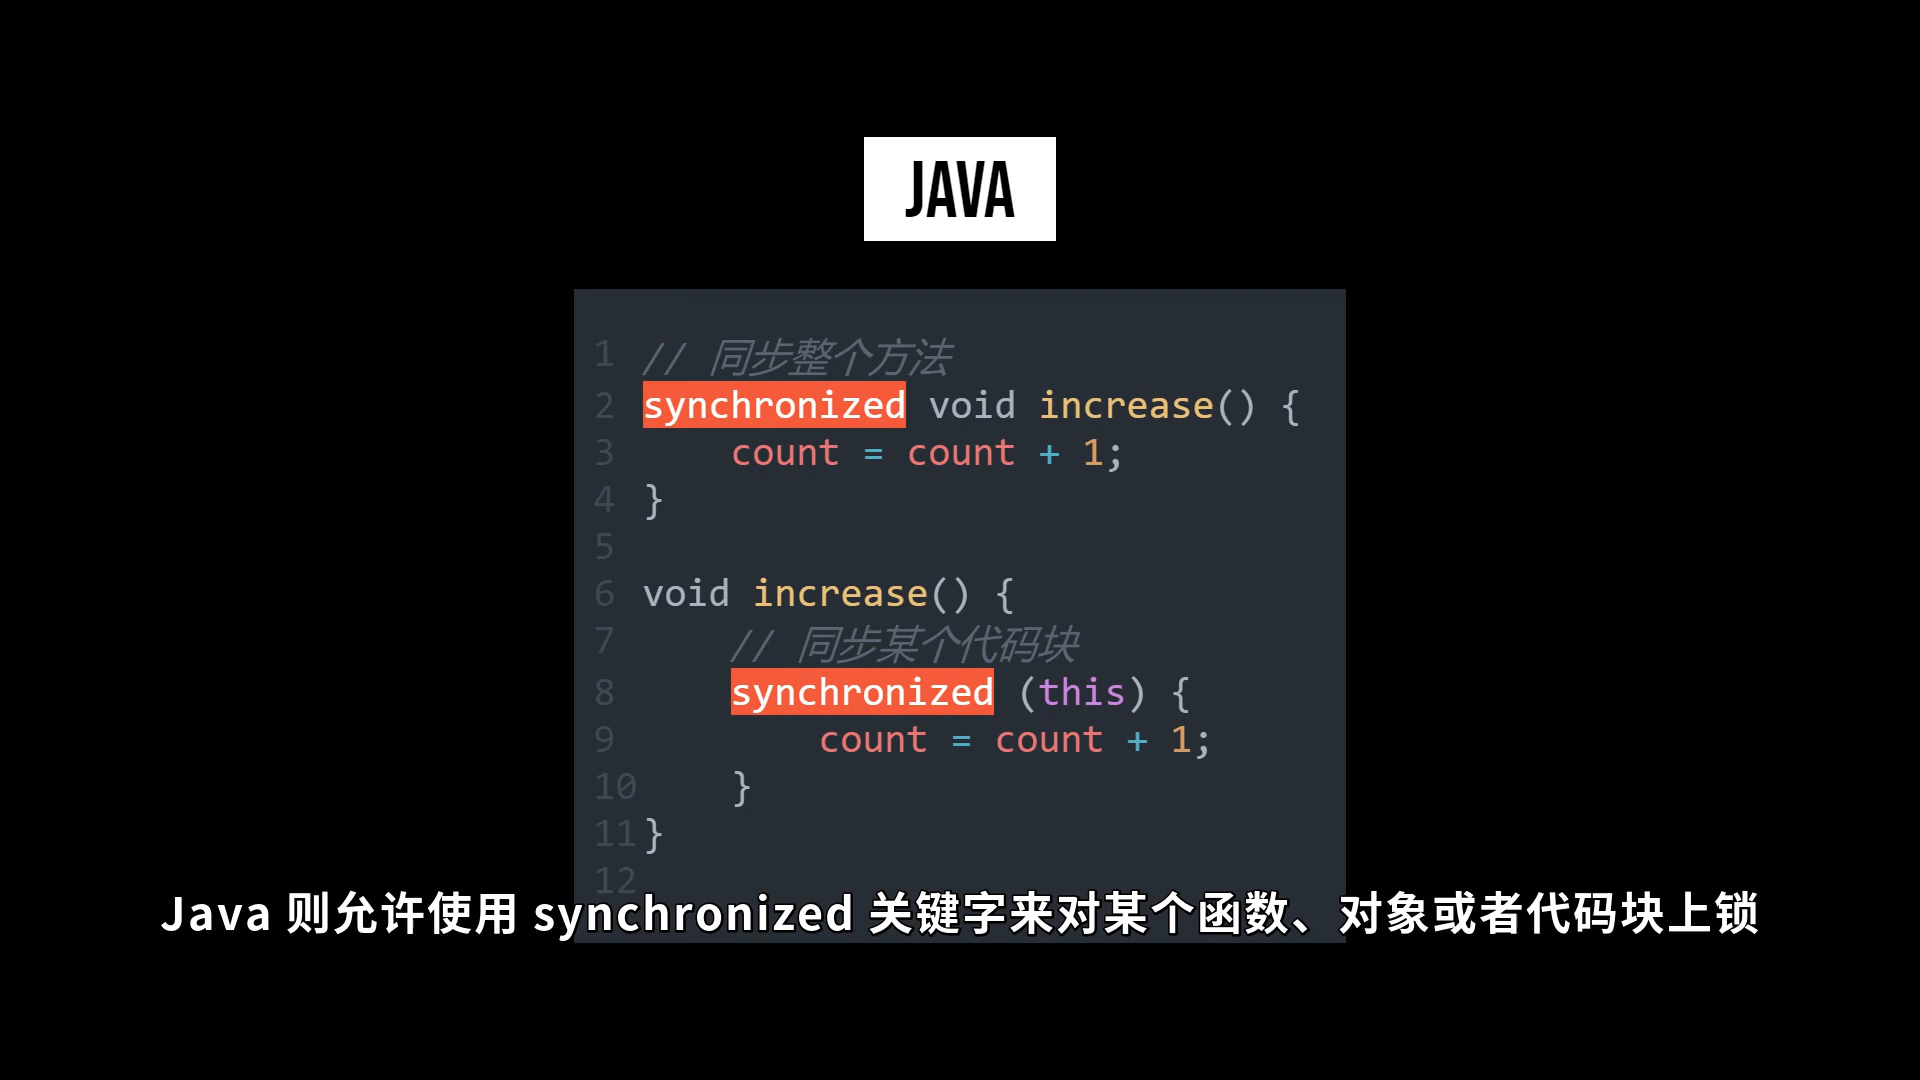 JAVA
1 // 同步整个方法
2 synchronized void increase() {
3     count = count + 1;
4 }
5
6 void increase() {
7     // 同步某个代码块
8     synchronized (this) {
9         count = count + 1;
10     }
11 }
12
Java 则允许使用 synchronized 关键字来对某个函数、对象或者代码块上锁